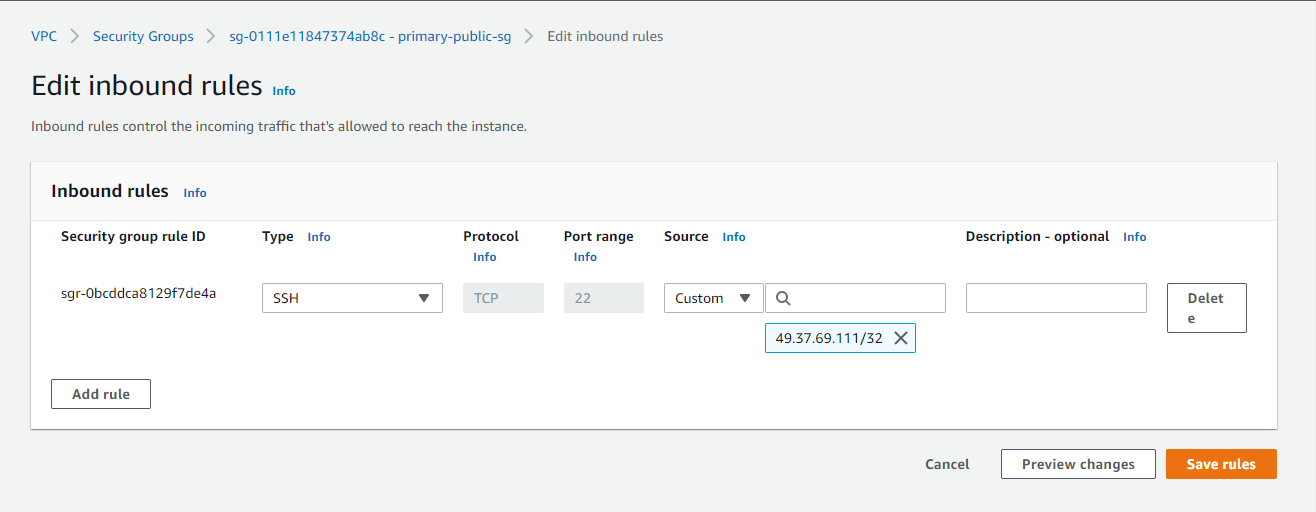 VPC > Security Groups > sg-0111e11847374ab8c - primary-public-sg > Edit inbound rules
Edit inbound rules Info
Inbound rules control the incoming traffic that's allowed to reach the instance.
Inbound rules Info
Security group rule ID Type Info Protocol Info Port range Info Source Info Description - optional Info
sgr-0bcddca8129f7de4a SSH TCP 22 Custom Delete
49.37.69.111/32
Add rule
Cancel Preview changes Save rules